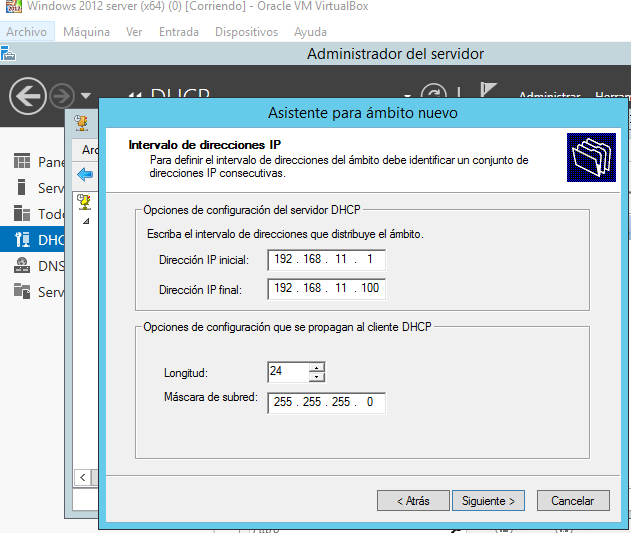 Windows 2012 server (x64) (0) [Corriendo] - Oracle VM VirtualBox
Archivo Máquina Ver Entrada Dispositivos Ayuda
Administrador del servidor
DHCP
Administrar Herram
Asistente para ámbito nuevo
Arc
Intervalo de direcciones IP
Para definir el intervalo de direcciones del ámbito debe identificar un conjunto de
direcciones IP consecutivas.
Pane
Serv
Todo
DHC
DNS
Serv
Opciones de configuración del servidor DHCP
Escriba el intervalo de direcciones que distribuye el ámbito.
Dirección IP inicial: 192 . 168 . 11 . 1
Dirección IP final: 192 . 168 . 11 . 100
Opciones de configuración que se propagan al cliente DHCP
Longitud: 24
Máscara de subred: 255 . 255 . 255 . 0
< Atrás Siguiente > Cancelar